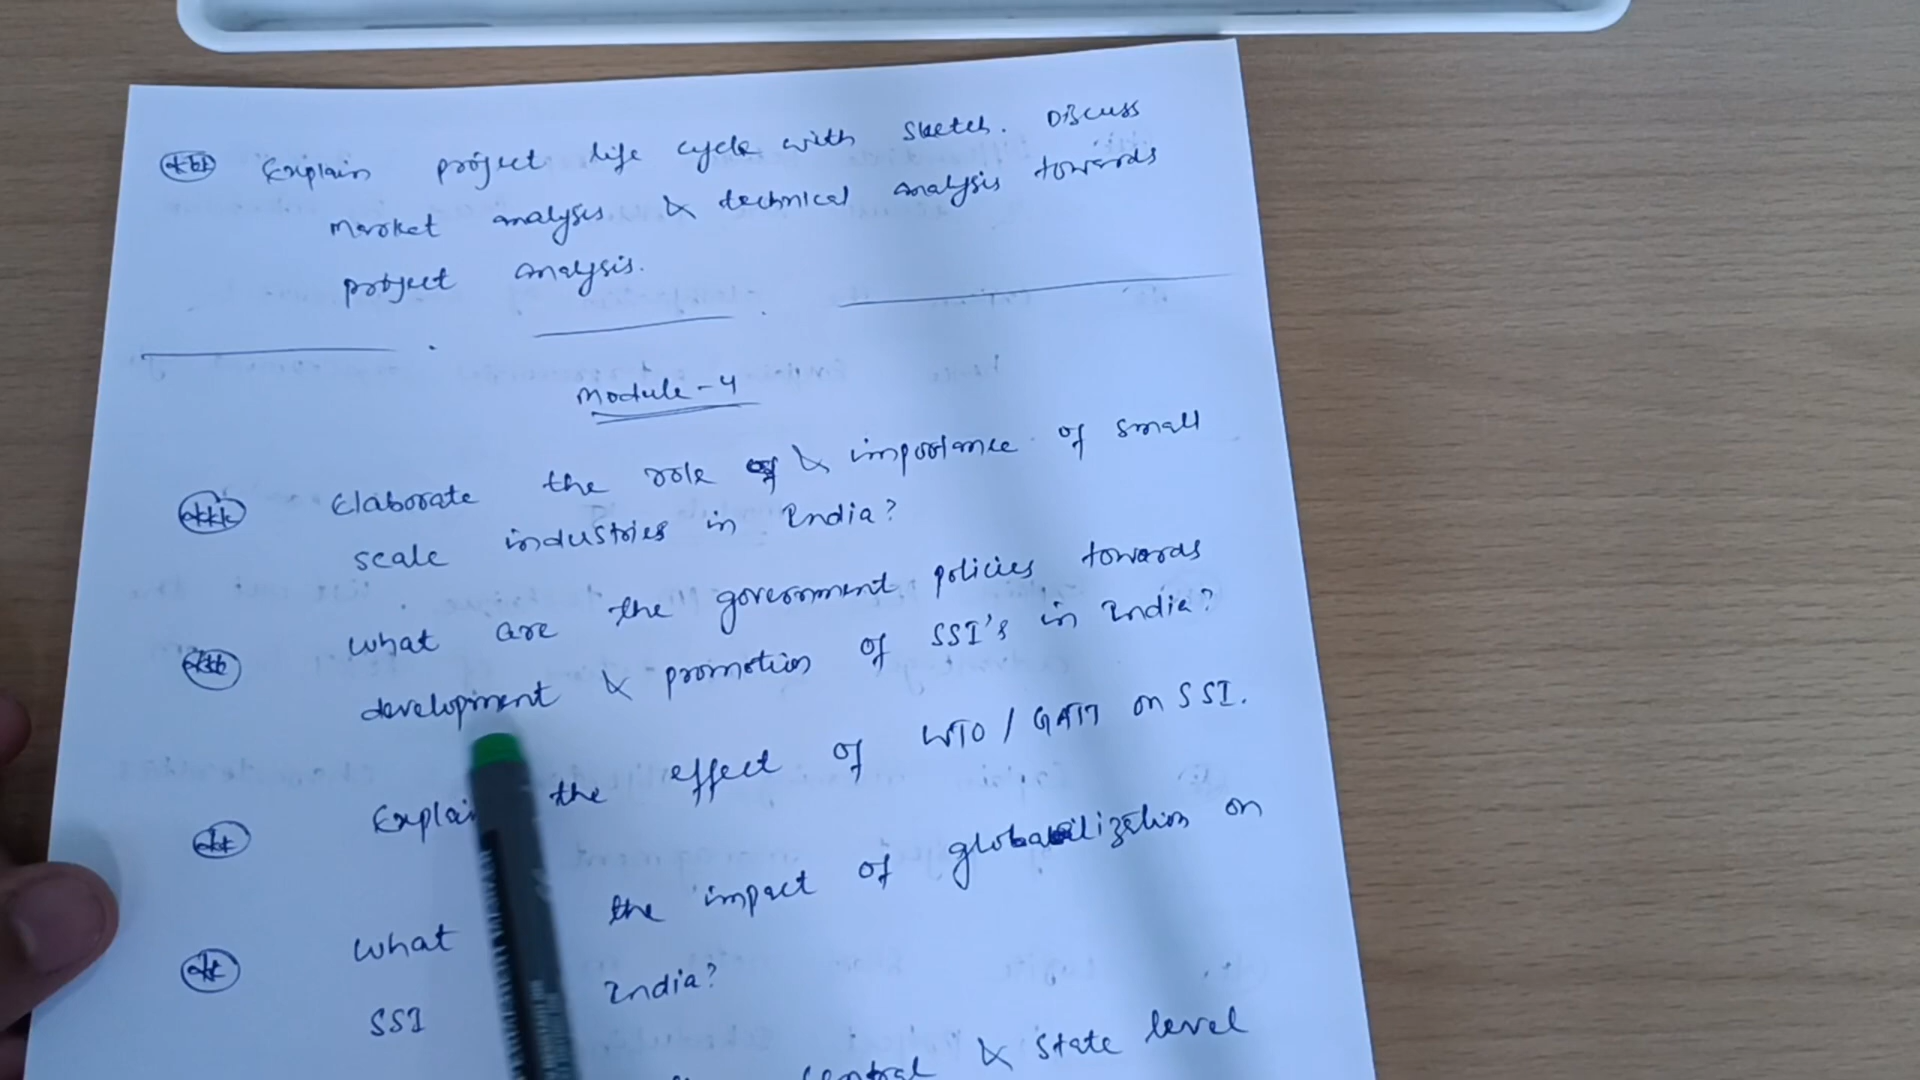 Explain project life cycle with sketch. Discuss
market analysis & technical analysis towards
project analysis.
Module-4
Elaborate the role & importance of small
scale industries in India?
What are the government policies towards
development & promotion of SSI's in India?
Explain the effect of WTO / GATT on SSI.
What the impact of globalization on
SSI India?
central & state level